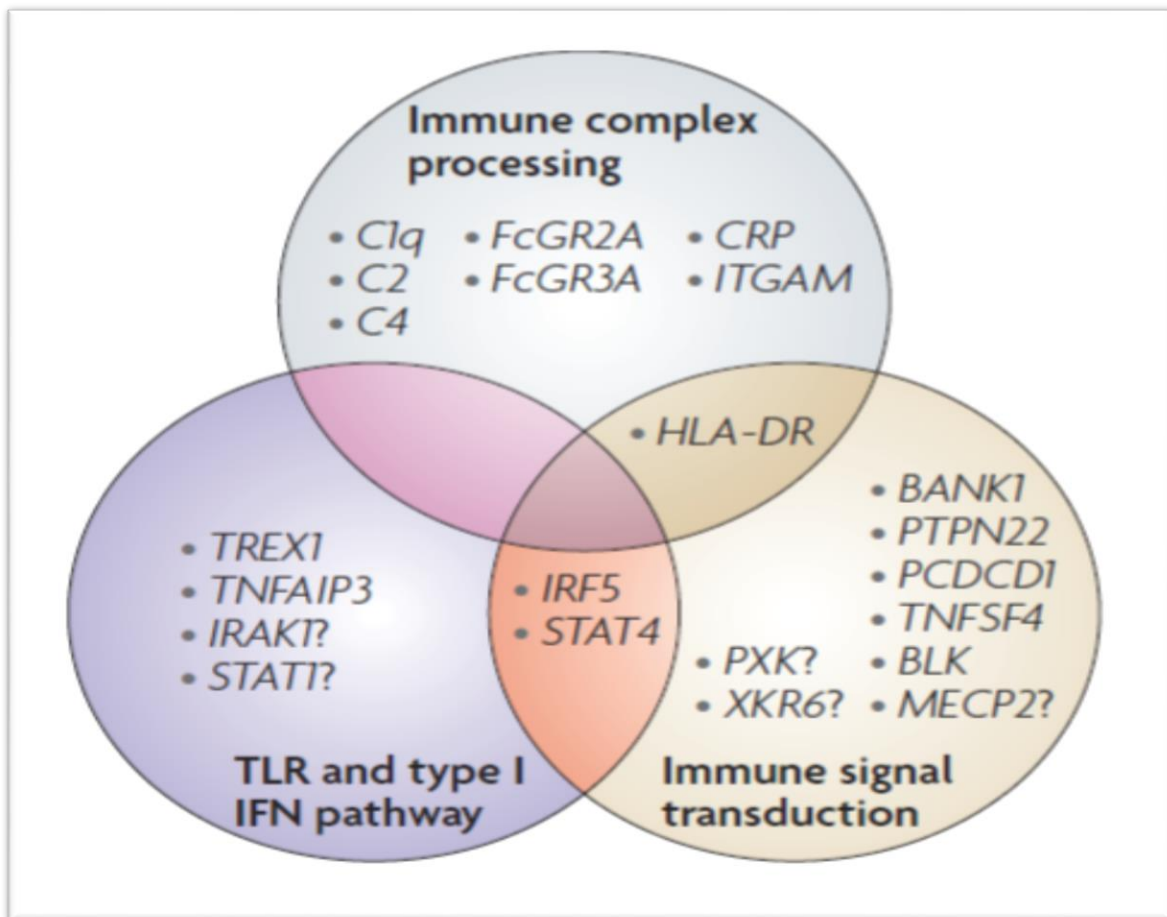 Immune complex
processing
• C1q • FcGR2A • CRP
• C2 • FcGR3A • ITGAM
• C4
• HLA-DR
• TREX1
• TNFAIP3
• IRAK1?
• STAT1?
TLR and type I
IFN pathway
• IRF5
• STAT4
• BANK1
• PTPN22
• PCDCD1
• TNFSF4
• PXK? • BLK
• XKR6? • MECP2?
Immune signal
transduction